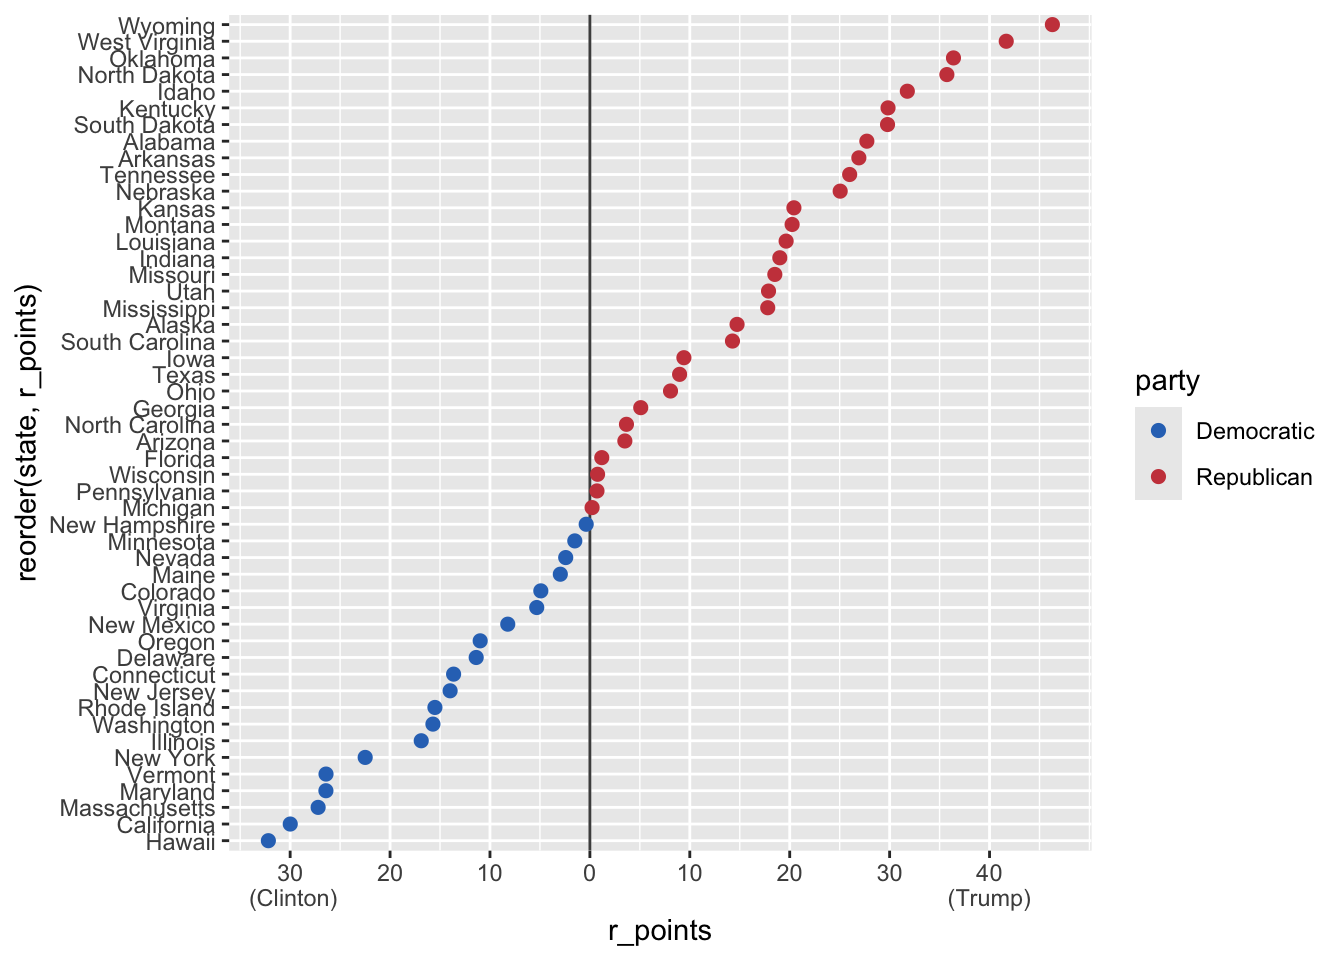 reorder(state, r_points)
Wyoming
West Virginia
Oklahoma
North Dakota
Idaho
Kentucky
South Dakota
Alabama
Arkansas
Tennessee
Nebraska
Kansas
Montana
Louisiana
Indiana
Missouri
Utah
Mississippi
Alaska
South Carolina
Iowa
Texas
Ohio
Georgia
North Carolina
Arizona
Florida
Wisconsin
Pennsylvania
Michigan
New Hampshire
Minnesota
Nevada
Maine
Colorado
Virginia
New Mexico
Oregon
Delaware
Connecticut
New Jersey
Rhode Island
Washington
Illinois
New York
Vermont
Maryland
Massachusetts
California
Hawaii
30 20 10 0 10 20 30 40
(Clinton) (Trump)
r_points
party
Democratic
Republican